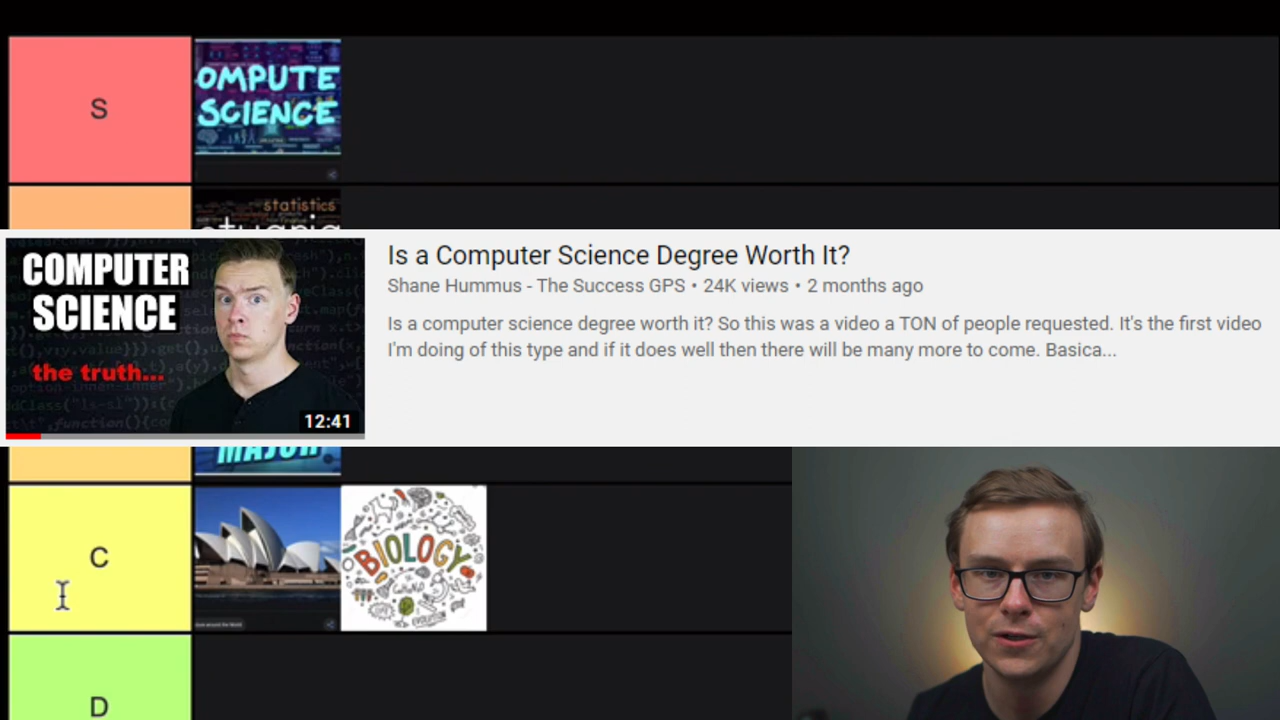 S
OMPUTE
SCIENCE
statistics
COMPUTER
SCIENCE
the truth...
12:41
Is a Computer Science Degree Worth It?
Shane Hummus - The Success GPS • 24K views • 2 months ago
Is a computer science degree worth it? So this was a video a TON of people requested. It's the first video
I'm doing of this type and if it does well then there will be many more to come. Basica...
MAJOR
C
BIOLOGY
EVOLUTION
D